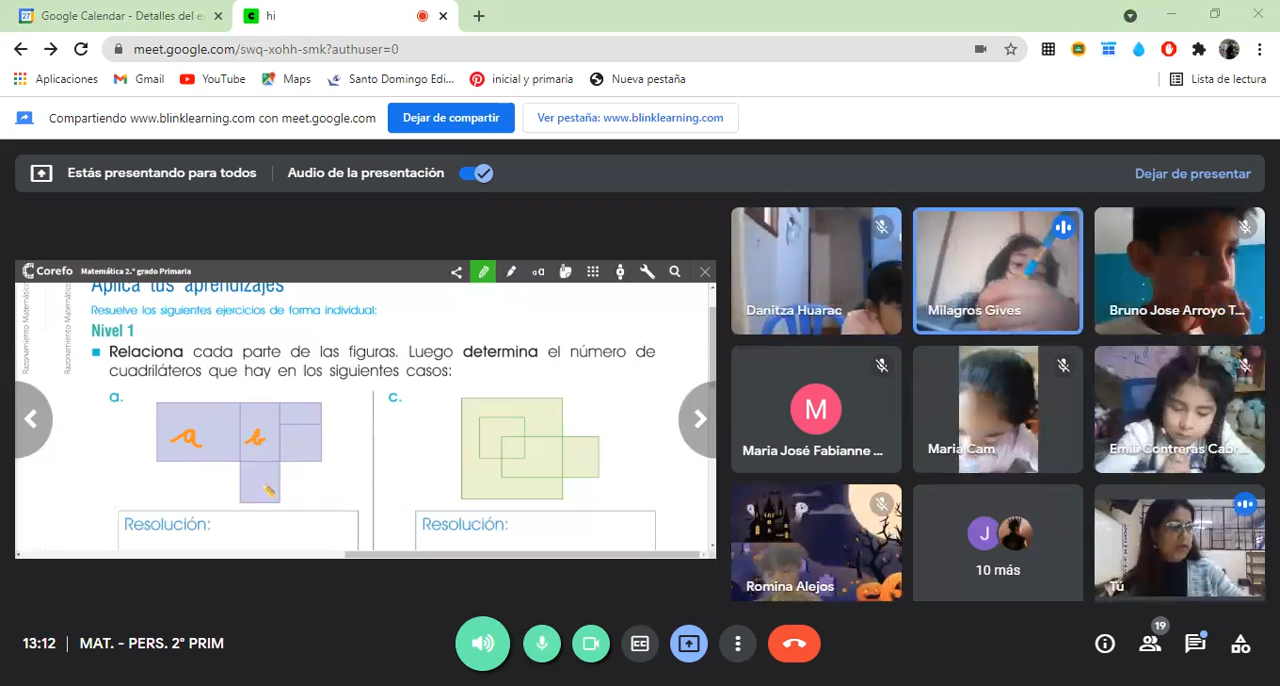 Google Calendar - Detalles del e
hi
meet.google.com/swq-xohh-smk?authuser=0
Aplicaciones
Gmail
YouTube
Maps
Santo Domingo Edi...
inicial y primaria
Nueva pestaña
Lista de lectura
Compartiendo www.blinklearning.com con meet.google.com
Dejar de compartir
Ver pestaña: www.blinklearning.com
Estás presentando para todos
Audio de la presentación
Dejar de presentar
Corefo
Matemática 2.° grado Primaria
Razonamiento Matemátic
Razonamiento Matemátic
Aplica tus aprendizajes
Resuelve los siguientes ejercicios de forma individual:
Nivel 1
Relaciona cada parte de las figuras. Luego determina el número de
cuadriláteros que hay en los siguientes casos:
a.
a b
Resolución:
c.
Resolución:
Danitza Huarac
Milagros Gives
Bruno Jose Arroyo T...
M
Maria José Fabianne ...
Maria Cam
Emir Contreras Cabr
Romina Alejos
J
10 más
Tú
13:12
MAT. - PERS. 2° PRIM
19